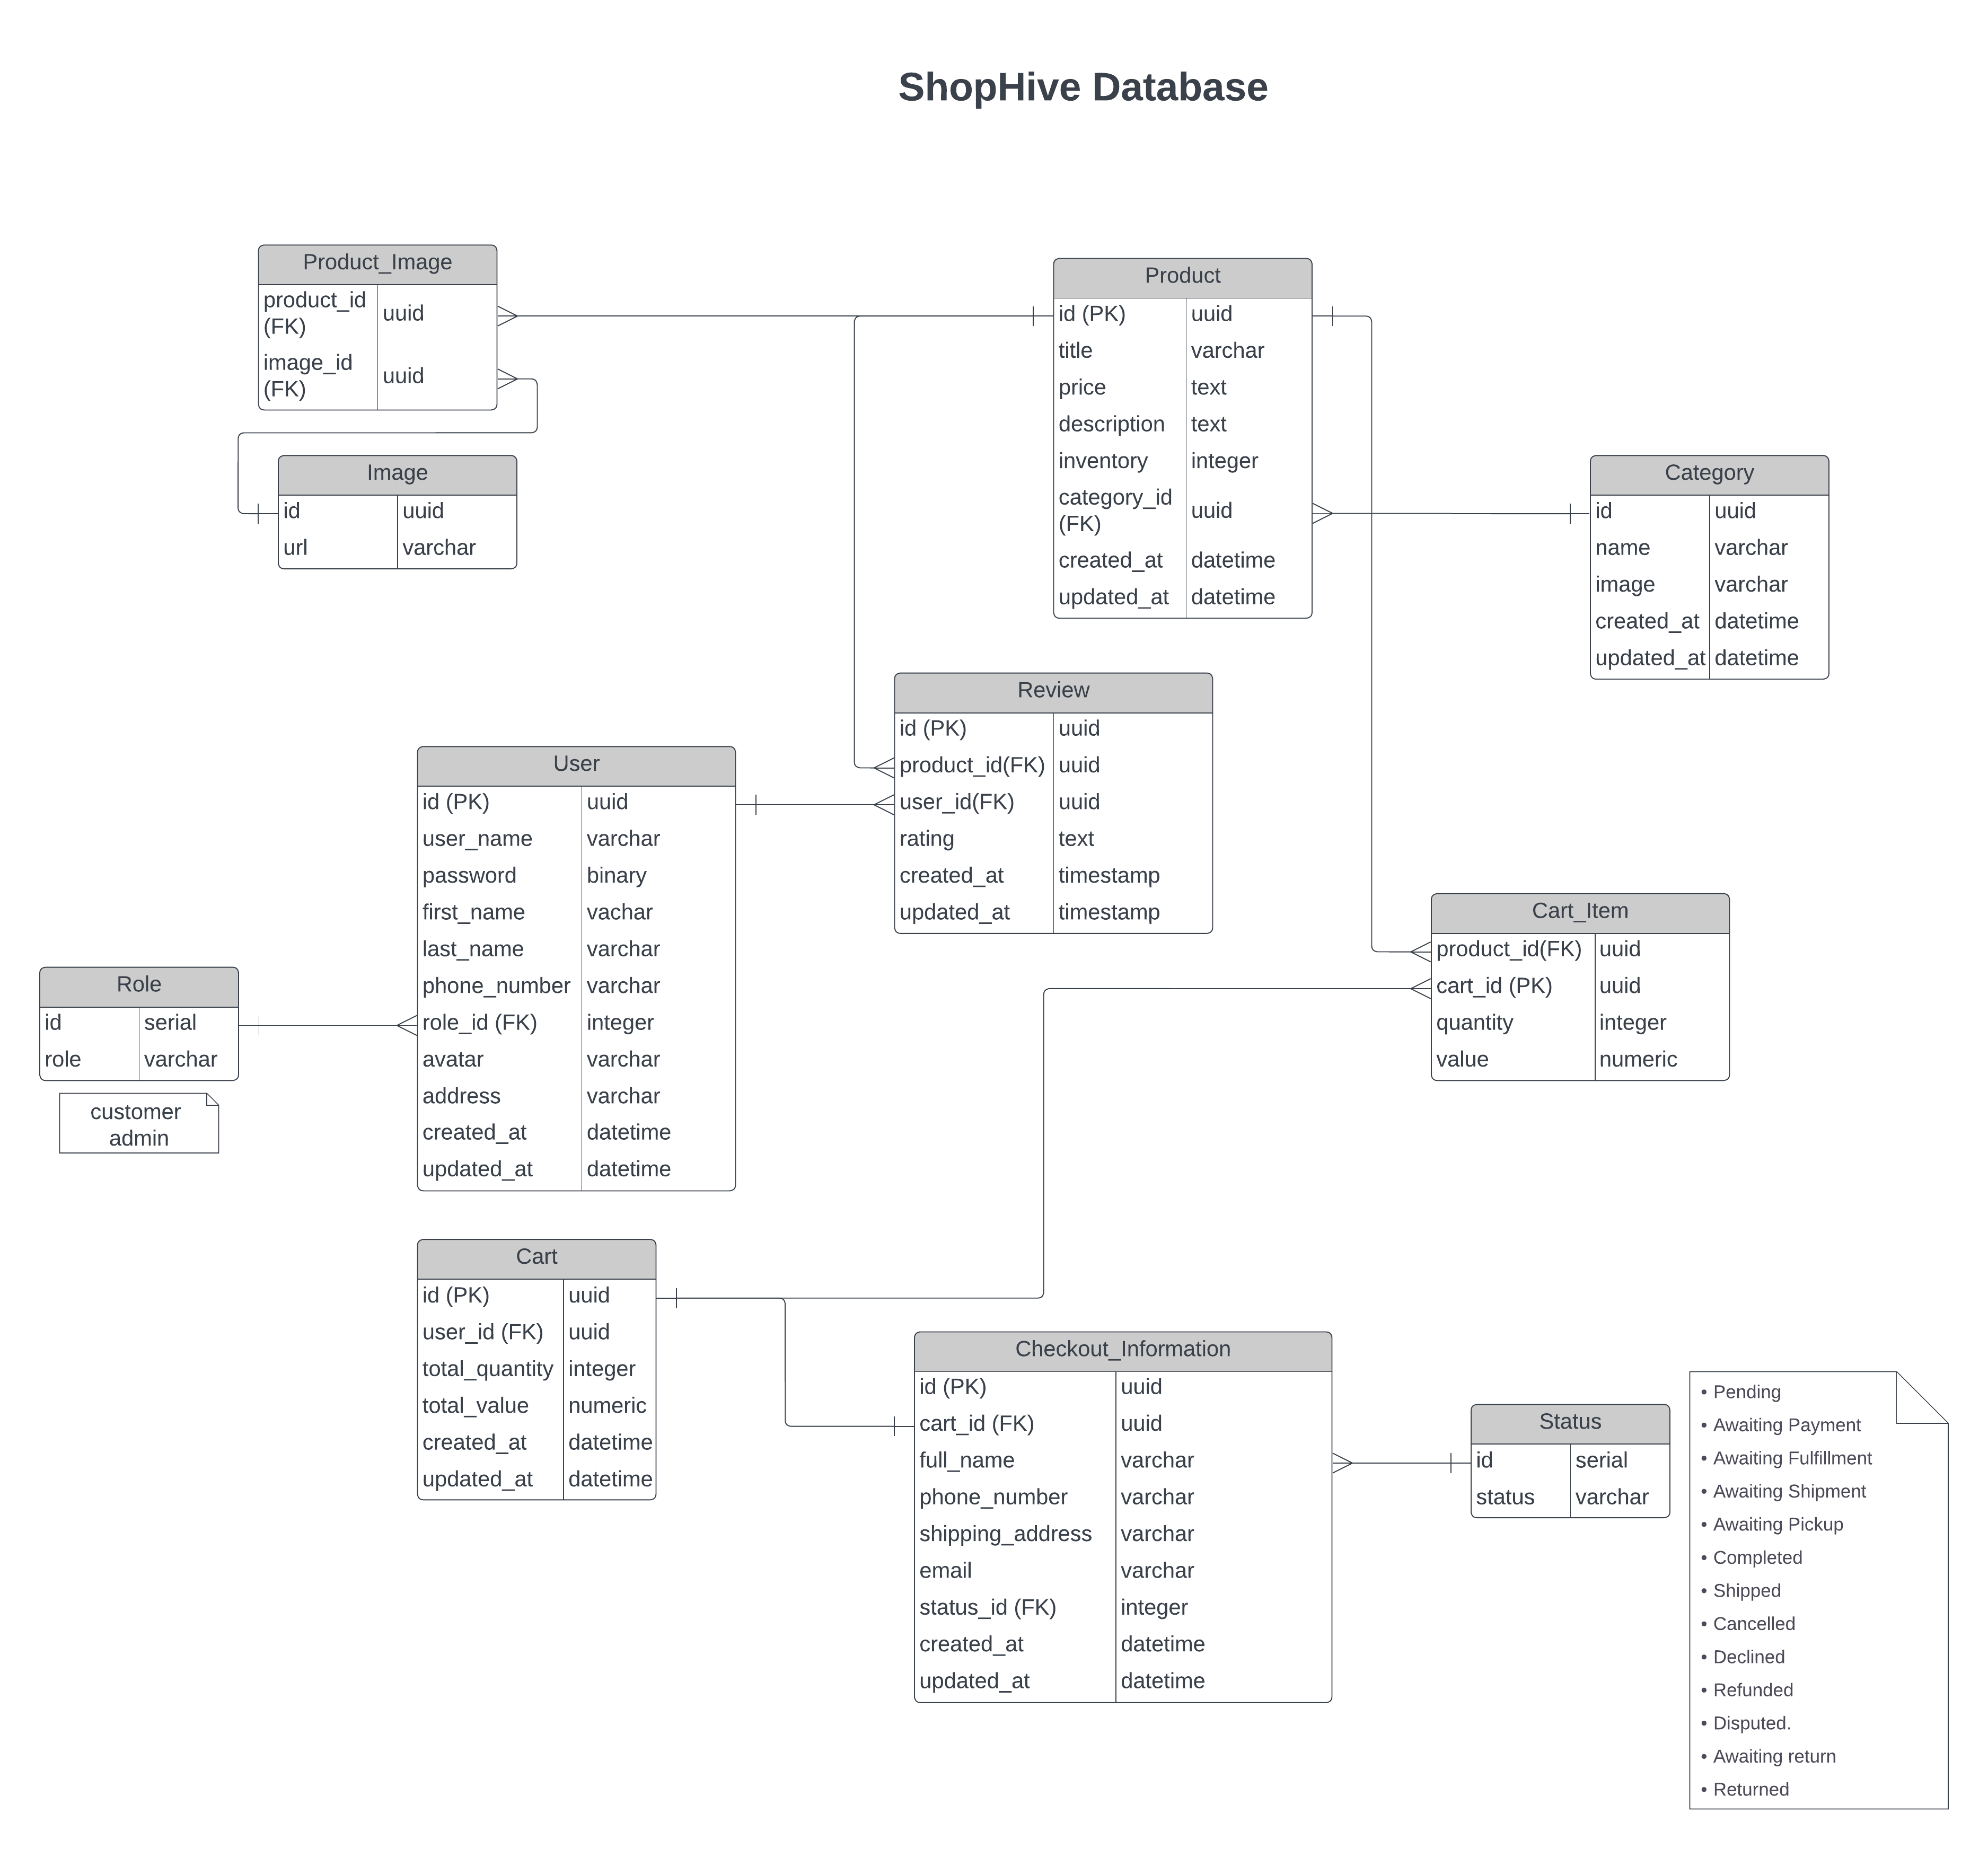 ShopHive Database
Product_Image
product_id
(FK)
uuid
image_id
(FK)
uuid
Image
id uuid
url varchar
Product
id (PK) uuid
title varchar
price text
description text
inventory integer
category_id
(FK)
uuid
created_at datetime
updated_at datetime
Category
id uuid
name varchar
image varchar
created_at datetime
updated_at datetime
Review
id (PK) uuid
product_id(FK) uuid
user_id(FK) uuid
rating text
created_at timestamp
updated_at timestamp
User
id (PK) uuid
user_name varchar
password binary
first_name vachar
last_name varchar
phone_number varchar
role_id (FK) integer
avatar varchar
address varchar
created_at datetime
updated_at datetime
Role
id serial
role varchar
customer
admin
Cart_Item
product_id(FK) uuid
cart_id (PK) uuid
quantity integer
value numeric
Cart
id (PK) uuid
user_id (FK) uuid
total_quantity integer
total_value numeric
created_at datetime
updated_at datetime
Checkout_Information
id (PK) uuid
cart_id (FK) uuid
full_name varchar
phone_number varchar
shipping_address varchar
email varchar
status_id (FK) integer
created_at datetime
updated_at datetime
Status
id serial
status varchar
• Pending
• Awaiting Payment
• Awaiting Fulfillment
• Awaiting Shipment
• Awaiting Pickup
• Completed
• Shipped
• Cancelled
• Declined
• Refunded
• Disputed.
• Awaiting return
• Returned